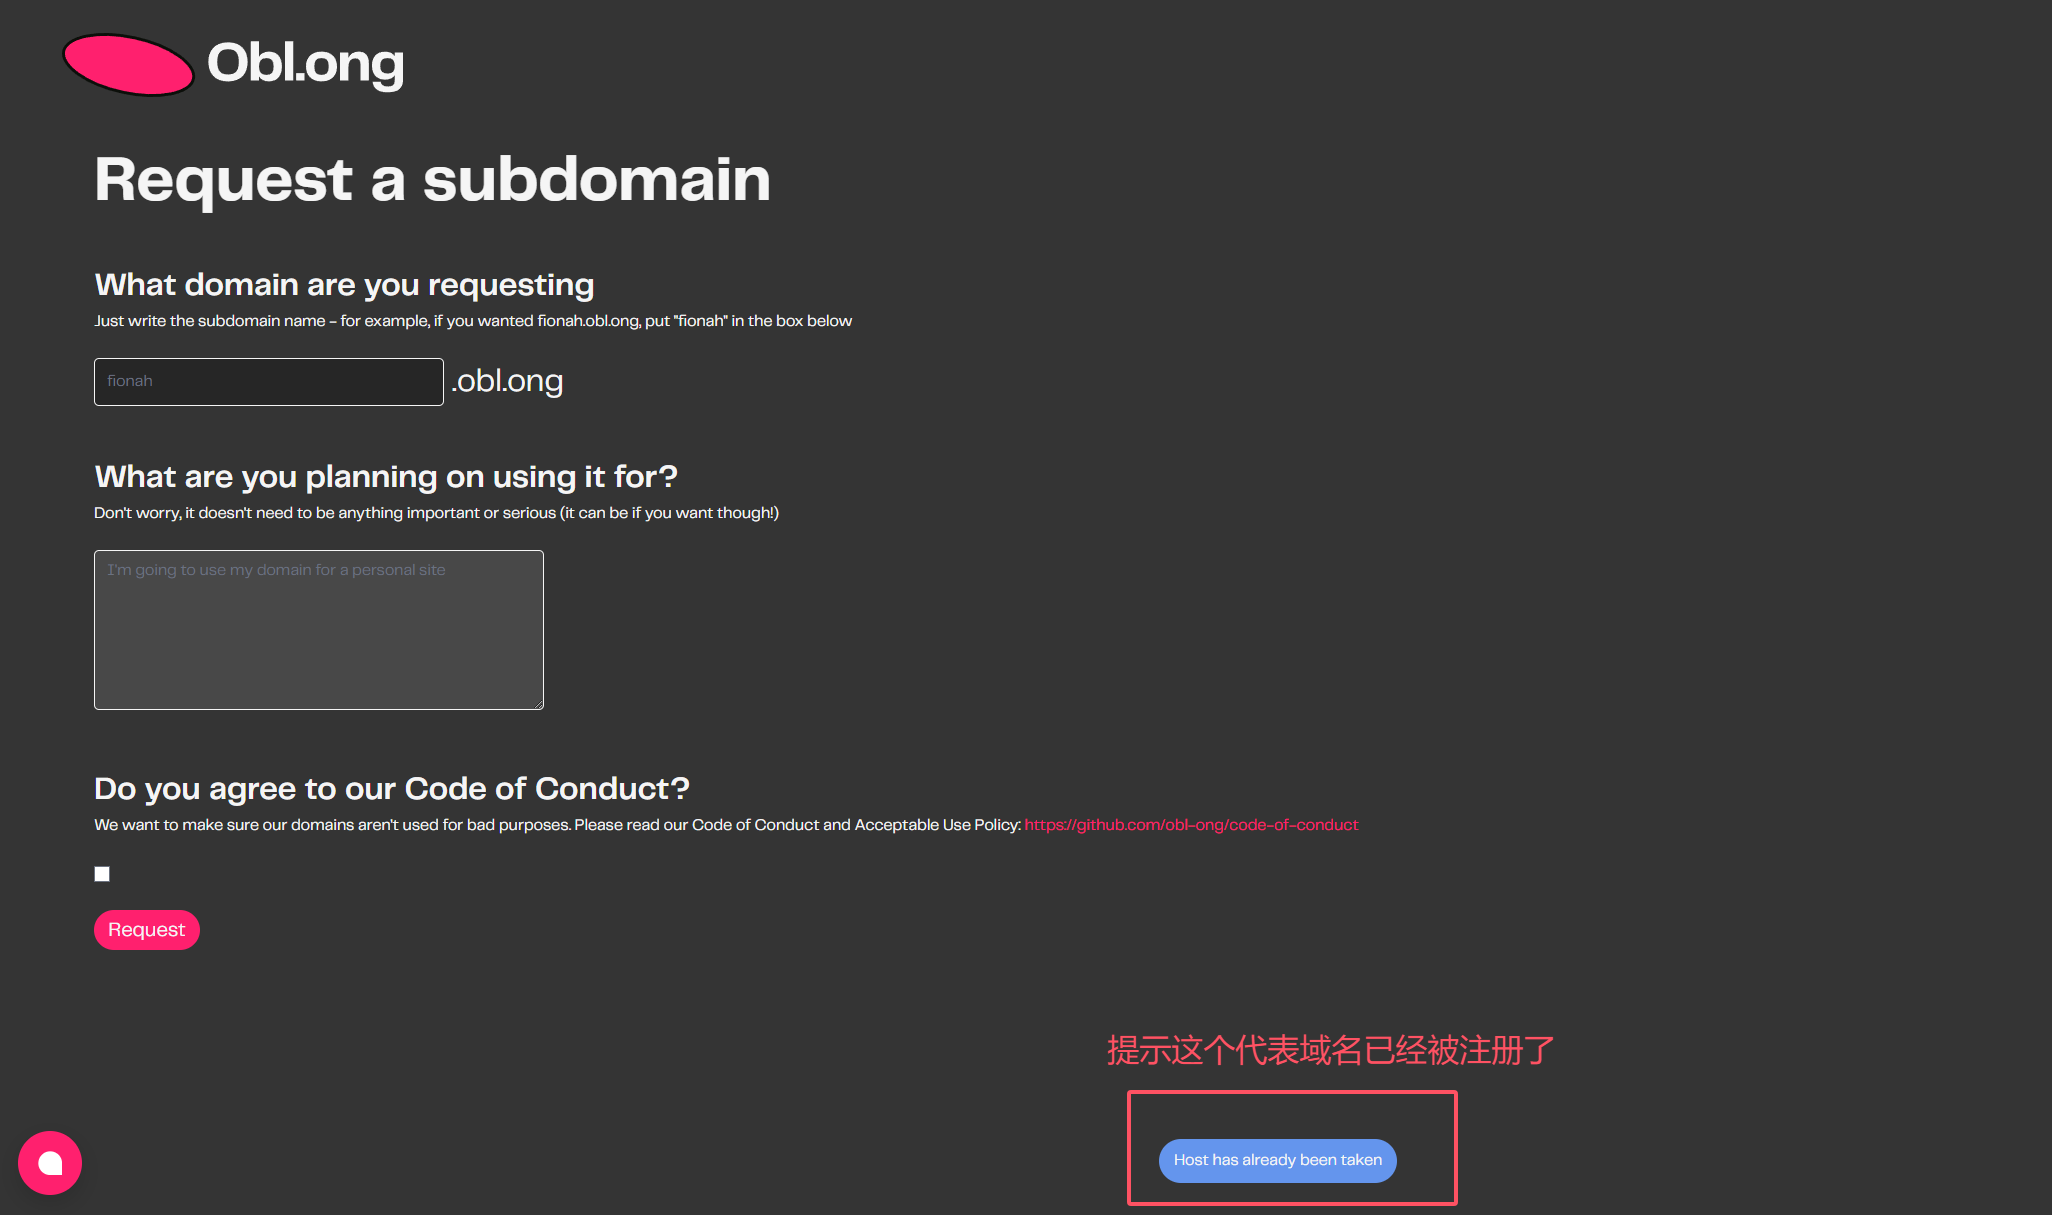 Obl.ong
Request a subdomain
What domain are you requesting
Just write the subdomain name - for example, if you wanted fionah.obl.ong, put "fionah" in the box below
fionah .obl.ong
What are you planning on using it for?
Don't worry, it doesn't need to be anything important or serious (it can be if you want though!)
I'm going to use my domain for a personal site
Do you agree to our Code of Conduct?
We want to make sure our domains aren't used for bad purposes. Please read our Code of Conduct and Acceptable Use Policy: https://github.com/obl-ong/code-of-conduct
Request
提示这个代表域名已经被注册了
Host has already been taken